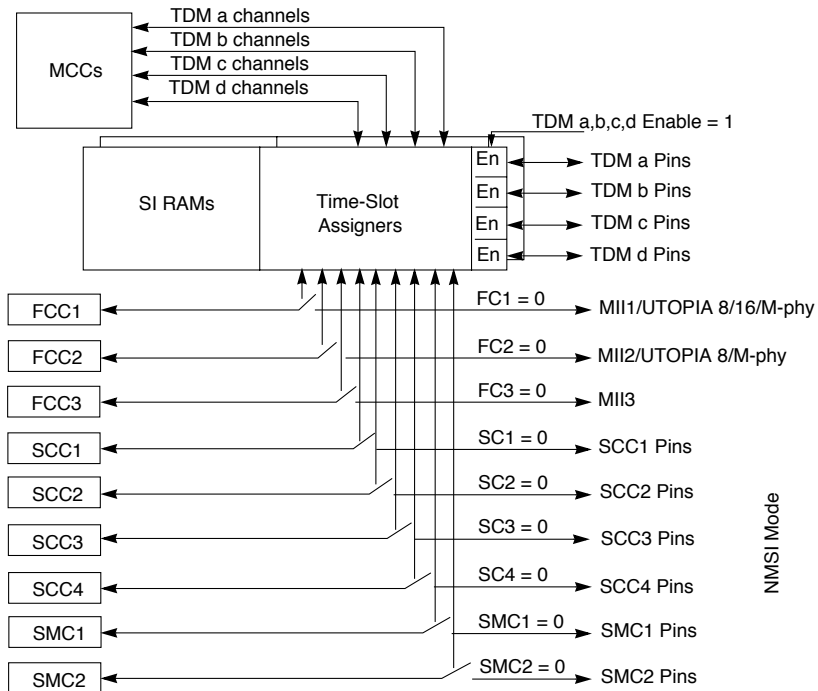 TDM a channels
TDM b channels
MCCs
TDM c channels
TDM d channels
TDM a,b,c,d Enable = 1
SI RAMs
Time-Slot
Assigners
En
TDM a Pins
En
TDM b Pins
En
TDM c Pins
En
TDM d Pins
FCC1
FC1 = 0
MII1/UTOPIA 8/16/M-phy
FCC2
FC2 = 0
MII2/UTOPIA 8/M-phy
FCC3
FC3 = 0
MII3
SCC1
SC1 = 0
SCC1 Pins
SCC2
SC2 = 0
SCC2 Pins
SCC3
SC3 = 0
SCC3 Pins
SCC4
SC4 = 0
SCC4 Pins
SMC1
SMC1 = 0
SMC1 Pins
SMC2
SMC2 = 0
SMC2 Pins
NMSI Mode